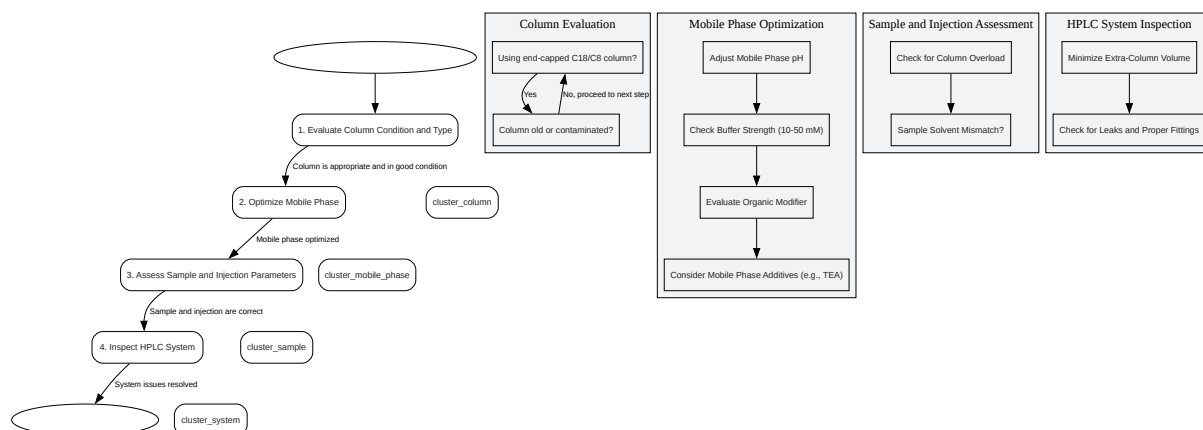 Column Evaluation
Using end-capped C18/C8 column?
Yes
No, proceed to next step
Column old or contaminated?
Mobile Phase Optimization
Adjust Mobile Phase pH
Check Buffer Strength (10-50 mM)
Evaluate Organic Modifier
Consider Mobile Phase Additives (e.g., TEA)
Sample and Injection Assessment
Check for Column Overload
Sample Solvent Mismatch?
HPLC System Inspection
Minimize Extra-Column Volume
Check for Leaks and Proper Fittings
1. Evaluate Column Condition and Type
Column is appropriate and in good condition
2. Optimize Mobile Phase
cluster_column
Mobile phase optimized
3. Assess Sample and Injection Parameters
cluster_mobile_phase
Sample and injection are correct
4. Inspect HPLC System
cluster_sample
System issues resolved
cluster_system